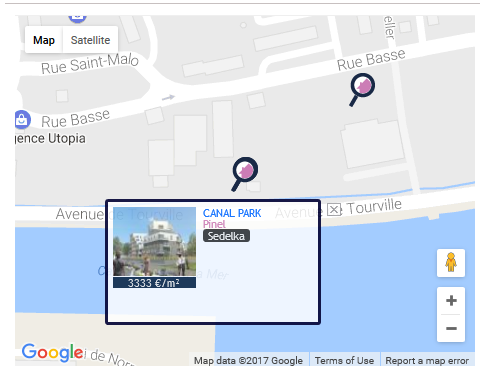 Map
Satellite
eller
Rue Saint-Malo
Rue Basse
Rue Basse
gence Utopia
Avenue de Tourville
Avenue de Tourville
CANAL PARK
Pinel
Sedelka
3333 €/m²
Mer
Google
i de Nor
Map data ©2017 Google
Terms of Use
Report a map error